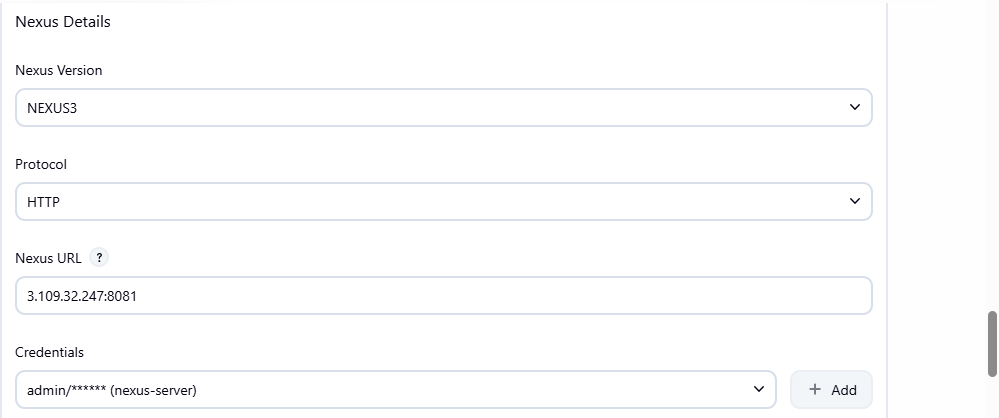 Nexus Details
Nexus Version
NEXUS3
Protocol
HTTP
Nexus URL ?
3.109.32.247:8081
Credentials
admin/****** (nexus-server)
+ Add